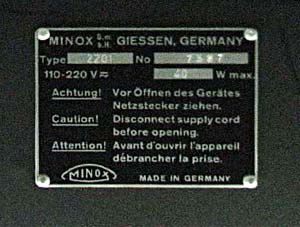 MINOX G.m.b.H. GIESSEN, GERMANY
Type 2201 No 7387
110-220 V≂ 40 W max.
Achtung! Vor Öffnen des Gerätes
Netzstecker ziehen.
Caution! Disconnect supply cord
before opening.
Attention! Avant d'ouvrir l'appareil
débrancher la prise.
MINOX MADE IN GERMANY